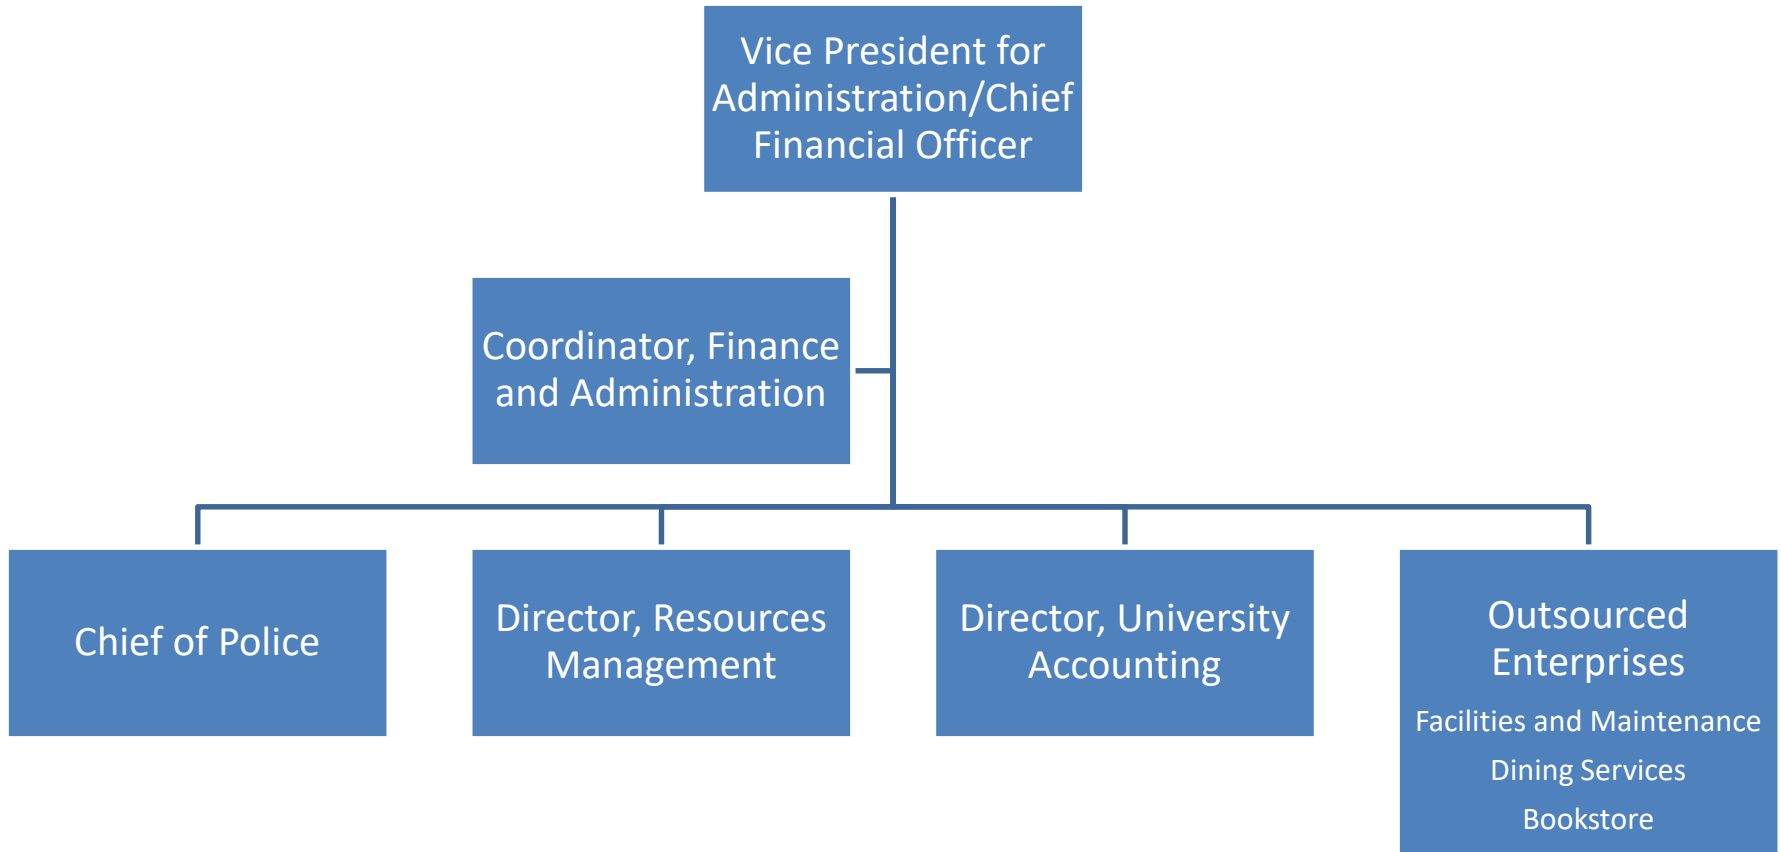 Vice President for
Administration/Chief
Financial Officer
Coordinator, Finance
and Administration
Chief of Police
Director, Resources
Management
Director, University
Accounting
Outsourced
Enterprises
Facilities and Maintenance
Dining Services
Bookstore